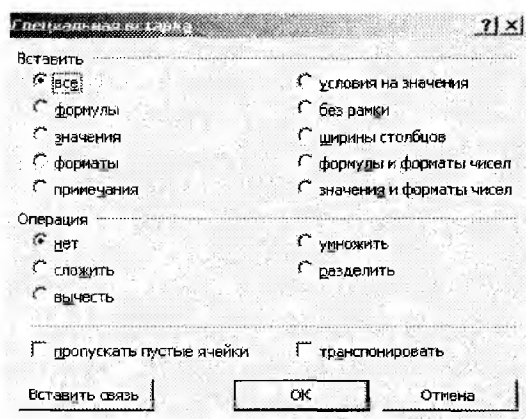 Специальная вставка
Вставить
все
условия на значения
формулы
без рамки
значения
ширины столбцов
форматы
формулы и форматы чисел
примечания
значения и форматы чисел
Операция
нет
умножить
сложить
разделить
вычесть
пропускать пустые ячейки
транспонировать
Вставить связь
ОК
Отмена